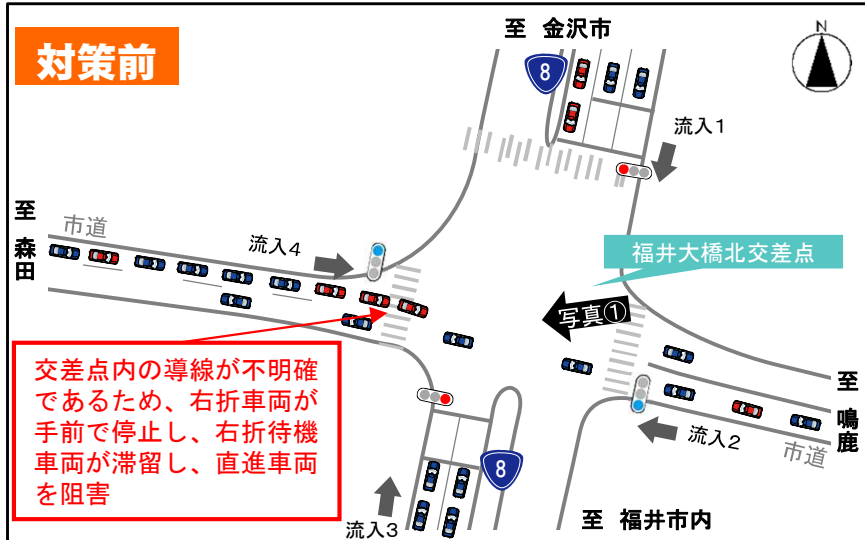 対策前
至 金沢市
N
8
流入1
至 森田
市道
流入4
福井大橋北交差点
写真①
交差点内の導線が不明確
であるため、右折車両が
手前で停止し、右折待機
車両が滞留し、直進車両
を阻害
至 鳴鹿
流入2
市道
8
流入3
至 福井市内